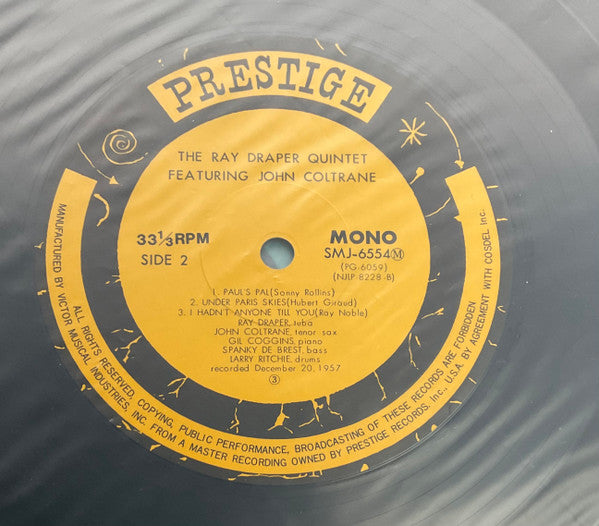 PRESTIGE
THE RAY DRAPER QUINTET
FEATURING JOHN COLTRANE
33⅓RPM
SIDE 2
MONO
SMJ-6554Ⓜ
(PG-6059)
(NJLP-8228-B)
1. PAUL'S PAL(Sonny Rollins)
2. UNDER PARIS SKIES(Hubert Giraud)
3. I HADN'T ANYONE TILL YOU(Ray Noble)
RAY DRAPER, tuba
JOHN COLTRANE, tenor sax
GIL COGGINS, piano
SPANKY DE BREST, bass
LARRY RITCHIE, drums
recorded December 20, 1957
③
MANUFACTURED BY VICTOR MUSICAL INDUSTRIES, INC. FROM A MASTER RECORDING OWNED BY PRESTIGE RECORDS, Inc., U.S.A. BY AGREEMENT WITH COSDEL Inc.
ALL RIGHTS RESERVED, COPYING, PUBLIC PERFORMANCE, BROADCASTING OF THESE RECORDS ARE FORBIDDEN